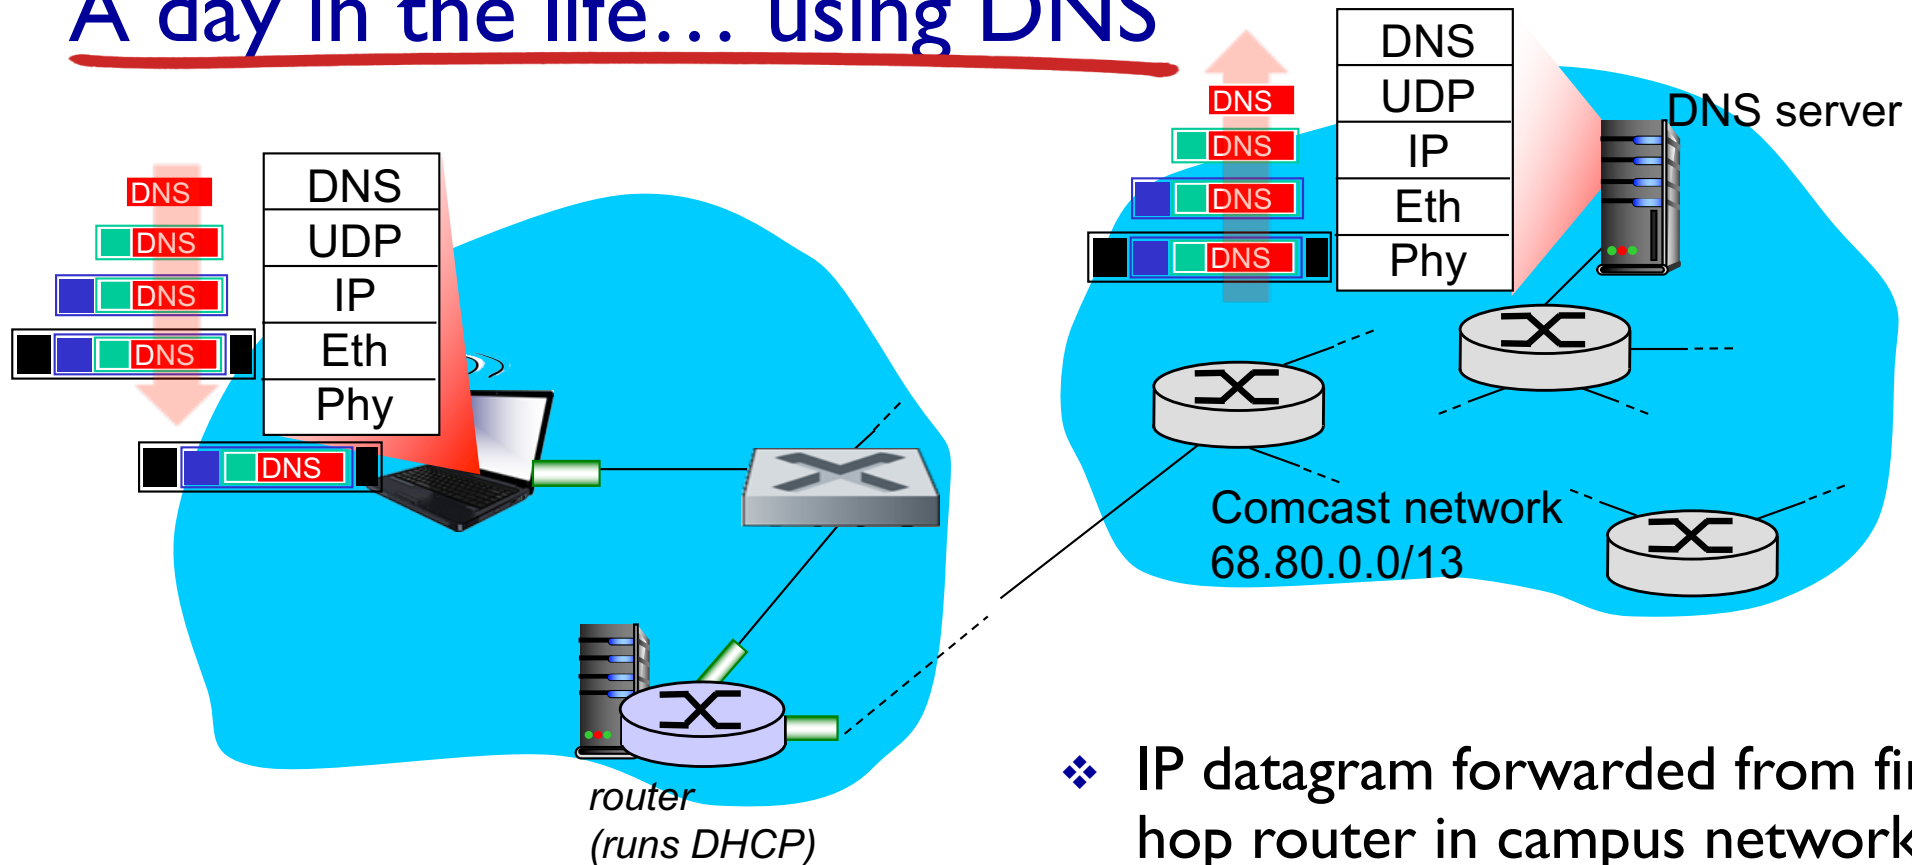 A day in the life… using DNS
DNS
UDP
IP
Eth
Phy
DNS
DNS
DNS
DNS
DNS
DNS
UDP
IP
Eth
Phy
DNS
DNS
DNS
DNS
DNS server
Comcast network
68.80.0.0/13
router
(runs DHCP)
❖ IP datagram forwarded from
hop router in campus network